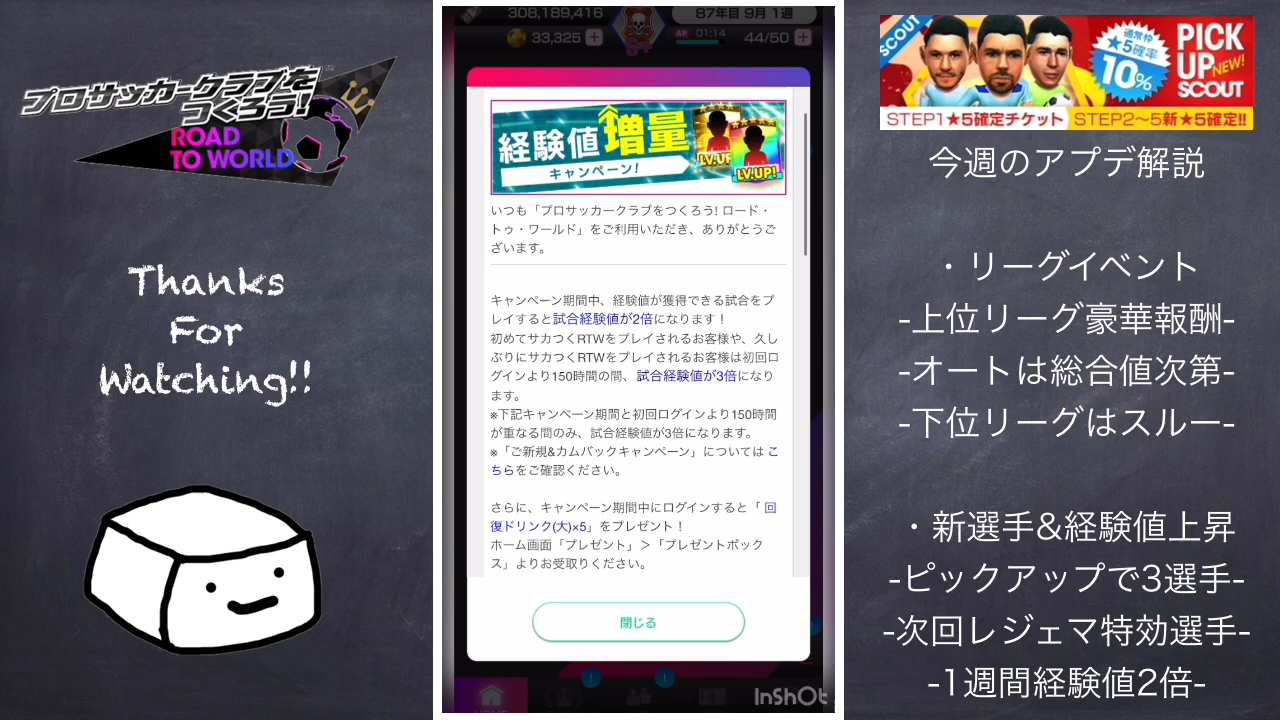 プロサッカークラブを
つくろう!
ROAD
TO WORLD
Thanks
For
Watching!!
308,189,416
87年目 9月 1週
33,325
AP 01:14
44/50
経験値増量
キャンペーン!
LV.UP!
LV.UP!
いつも「プロサッカークラブをつくろう! ロード・
トゥ・ワールド」をご利用いただき、ありがとうご
ざいます。
キャンペーン期間中、経験値が獲得できる試合をプ
レイすると試合経験値が2倍になります！
初めてサカつくRTWをプレイされるお客様や、久し
ぶりにサカつくRTWをプレイされるお客様は初回ロ
グインより150時間の間、試合経験値が3倍になり
ます。
※下記キャンペーン期間と初回ログインより150時間
が重なる間のみ、試合経験値が3倍になります。
※「ご新規&カムバックキャンペーン」については こ
ちらをご確認ください。
さらに、キャンペーン期間中にログインすると「 回
復ドリンク(大)×5」をプレゼント！
ホーム画面「プレゼント」＞「プレゼントボック
ス」よりお受取りください。
閉じる
InShOt
SCOUT
通常枠
★5確率
10%
PICK
UP NEW!
SCOUT
STEP1★5確定チケット STEP2〜5新★5確定!!
今週のアプデ解説
・リーグイベント
-上位リーグ豪華報酬-
-オートは総合値次第-
-下位リーグはスルー-
・新選手&経験値上昇
-ピックアップで3選手-
-次回レジェマ特効選手-
-1週間経験値2倍-